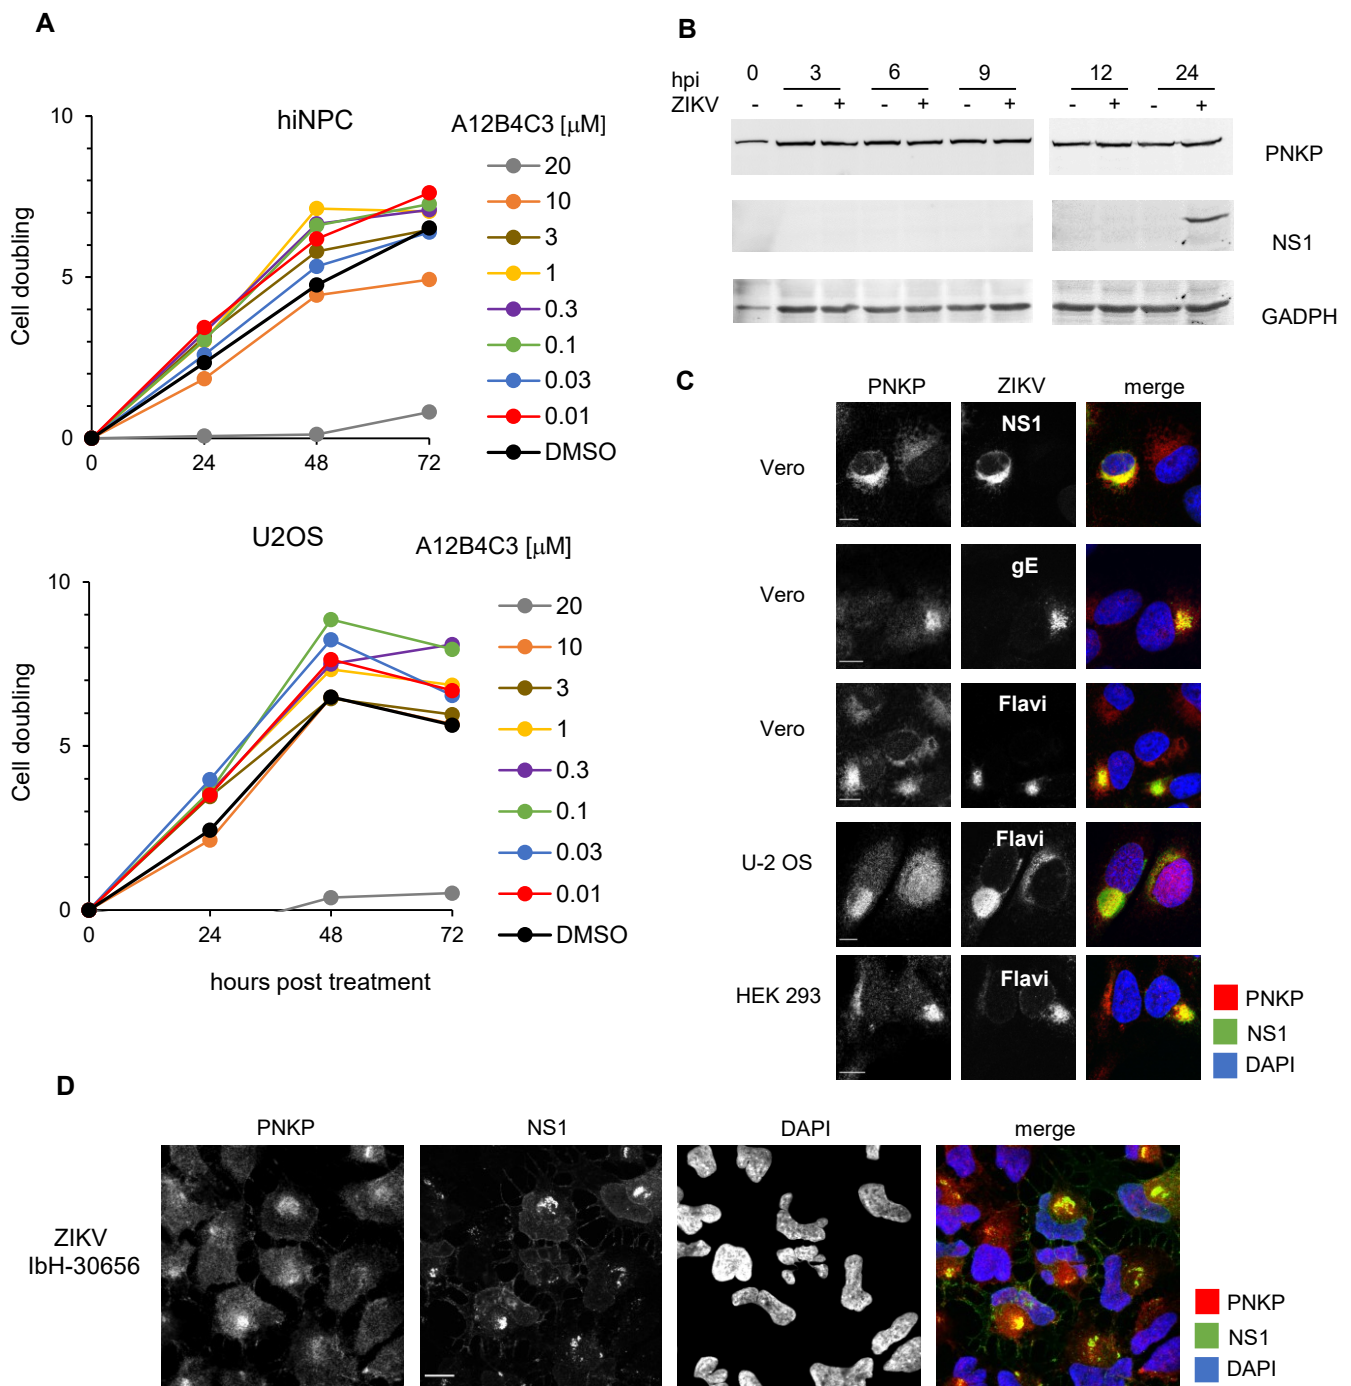 A
hiNPC
A12B4C3 [µM]
10
5
0
Cell doubling
0 24 48 72
20
10
3
1
0.3
0.1
0.03
0.01
DMSO
U2OS
A12B4C3 [µM]
10
5
0
Cell doubling
0 24 48 72
hours post treatment
20
10
3
1
0.3
0.1
0.03
0.01
DMSO
B
hpi 0 3 6 9 12 24
ZIKV - - + - + - + - + - +
PNKP
NS1
GADPH
C
PNKP ZIKV merge
Vero NS1
Vero gE
Vero Flavi
U-2 OS Flavi
HEK 293 Flavi
PNKP
NS1
DAPI
D
PNKP NS1 DAPI merge
ZIKV
IbH-30656
PNKP
NS1
DAPI